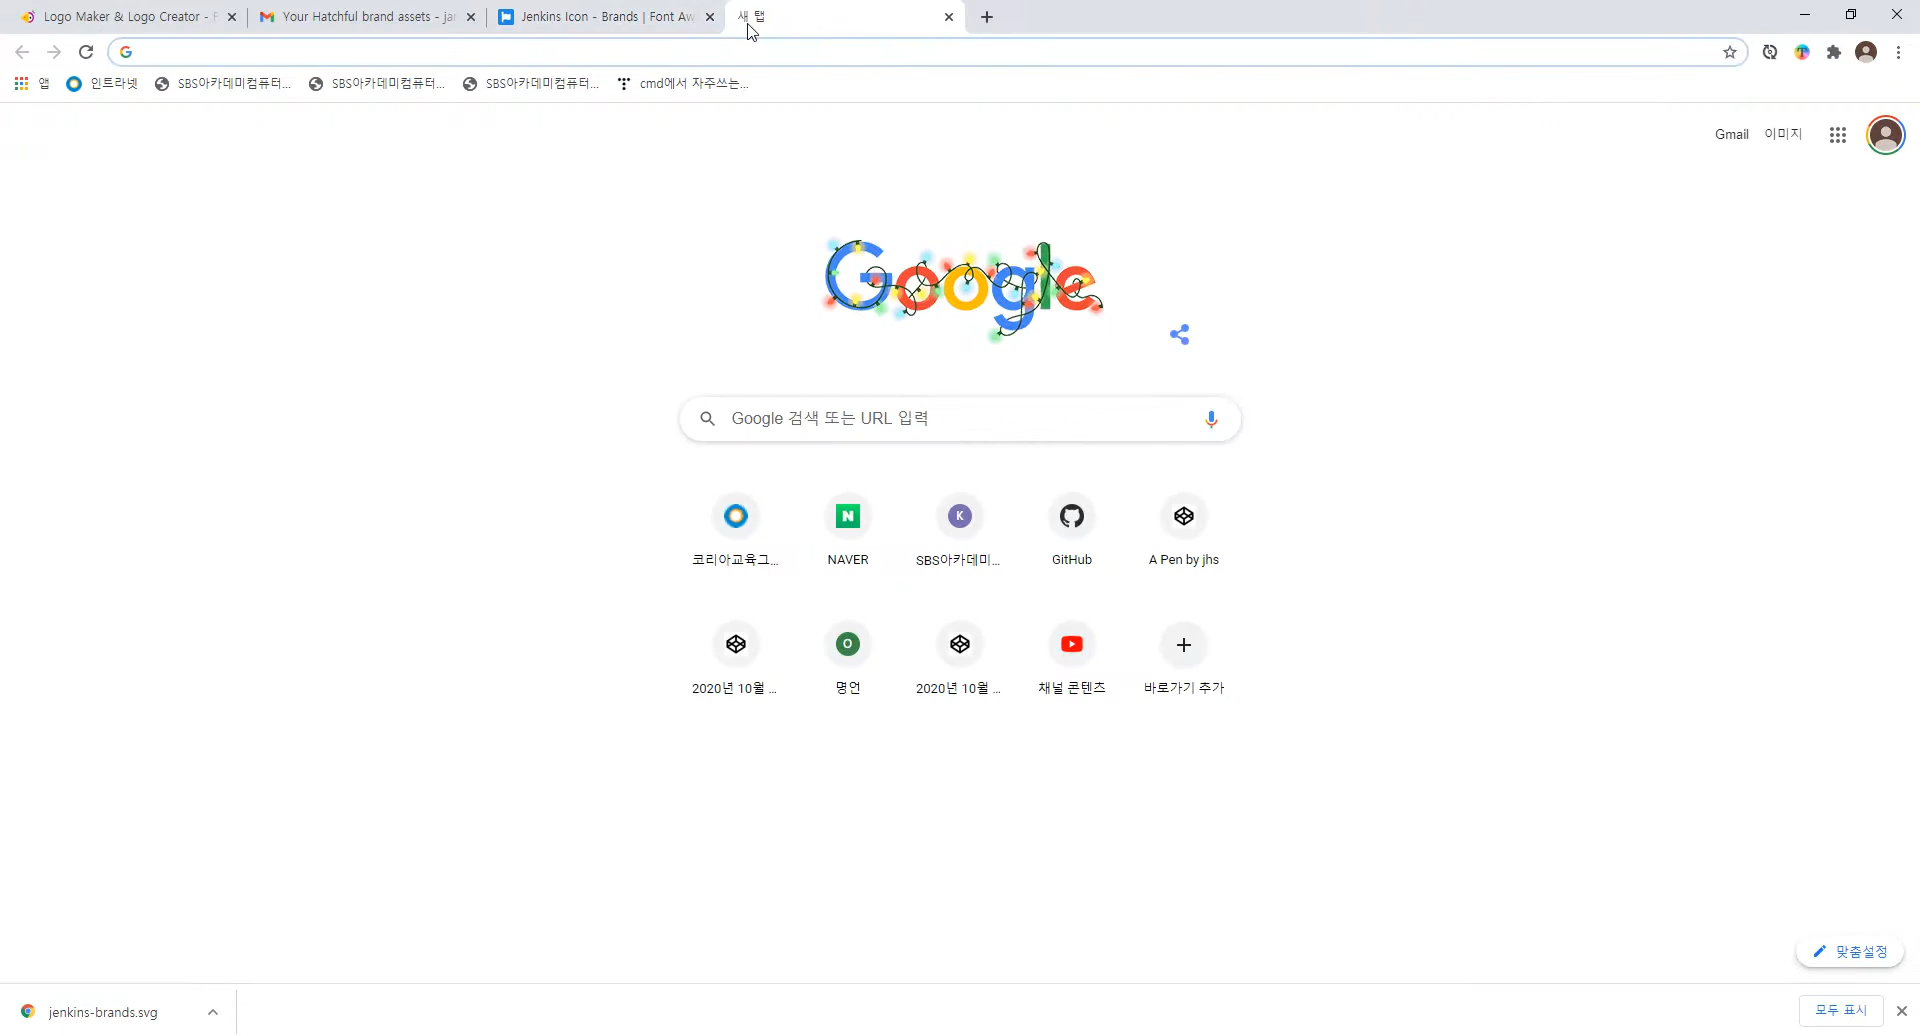 Logo Maker & Logo Creator - F
Your Hatchful brand assets - jar
Jenkins Icon - Brands | Font Aw
새 탭
앱
인트라넷
SBS아카데미컴퓨터...
SBS아카데미컴퓨터...
SBS아카데미컴퓨터...
cmd에서 자주쓰는...
Gmail
이미지
Google
Google 검색 또는 URL 입력
코리아교육그...
NAVER
SBS아카데미...
GitHub
A Pen by jhs
2020년 10월 ...
명언
2020년 10월 ...
채널 콘텐츠
바로가기 추가
맞춤설정
jenkins-brands.svg
모두 표시